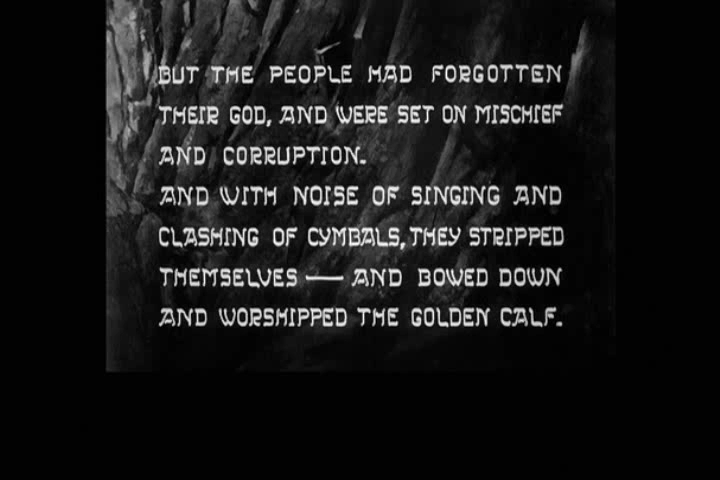 BUT THE PEOPLE HAD FORGOTTEN
THEIR GOD, AND WERE SET ON MISCHIEF
AND CORRUPTION.
AND WITH NOISE OF SINGING AND
CLASHING OF CYMBALS, THEY STRIPPED
THEMSELVES — AND BOWED DOWN
AND WORSHIPPED THE GOLDEN CALF.